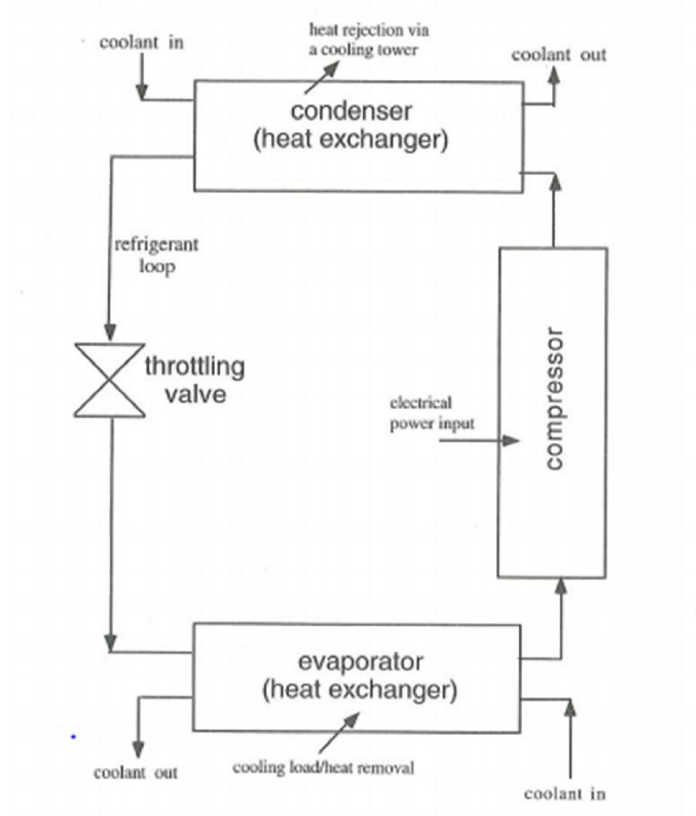 coolant in
heat rejection via
a cooling tower
coolant out
condenser
(heat exchanger)
refrigerant
loop
throttling
valve
electrical
power input
compressor
evaporator
(heat exchanger)
coolant out
cooling load/heat removal
coolant in